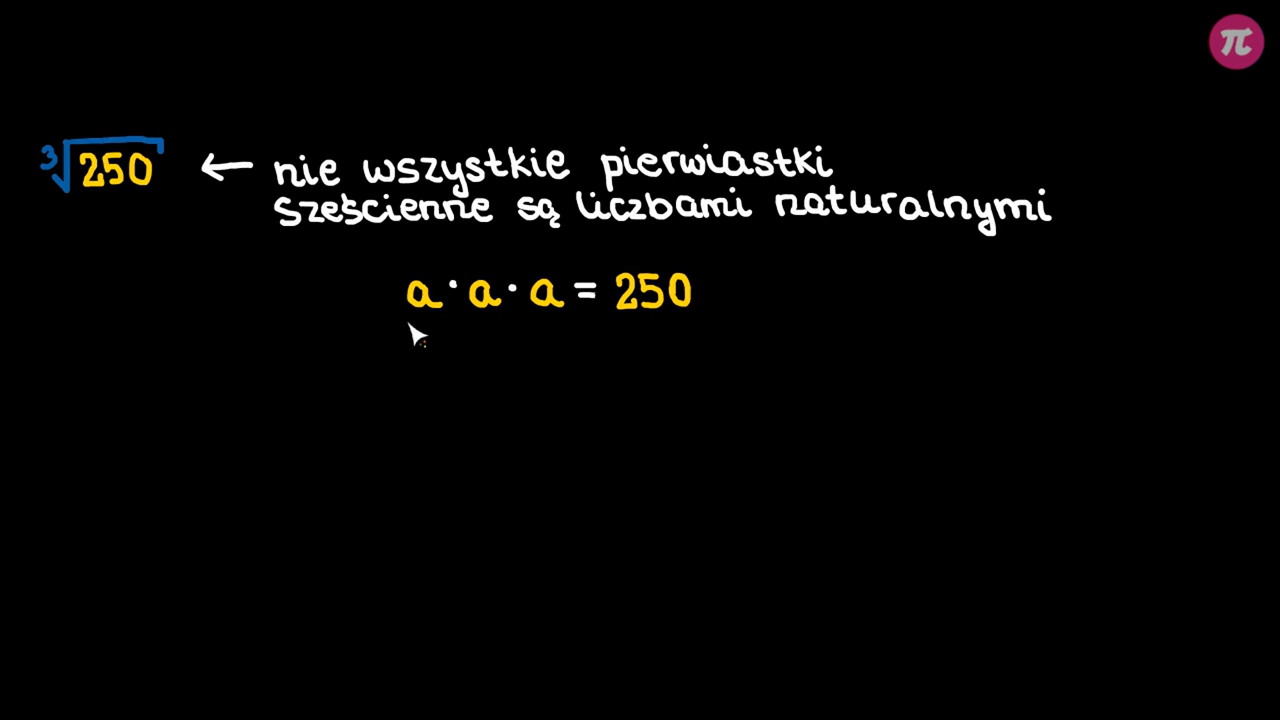 π
∛250 ← nie wszystkie pierwiastki
sześcienne są liczbami naturalnymi
a · a · a = 250